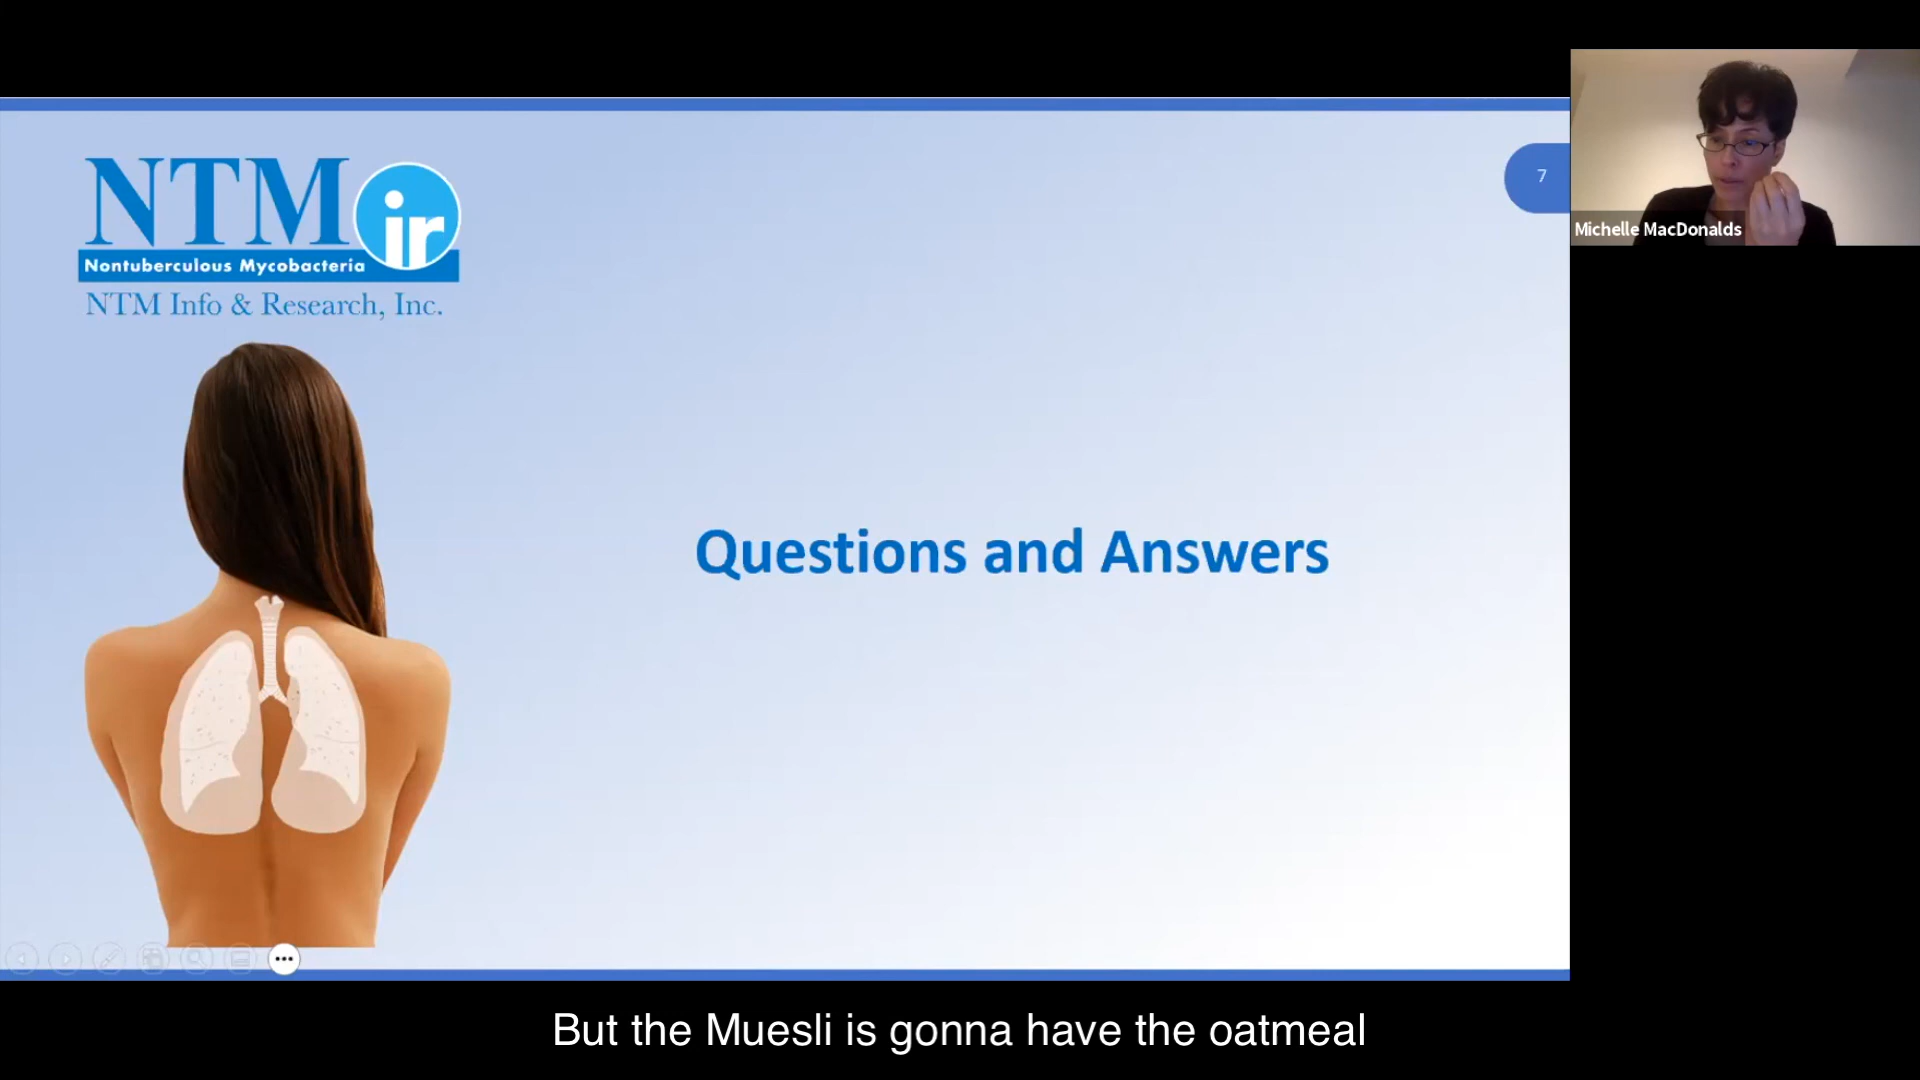 NTM ir
Nontuberculous Mycobacteria
NTM Info & Research, Inc.
7
Michelle MacDonalds
Questions and Answers
But the Muesli is gonna have the oatmeal